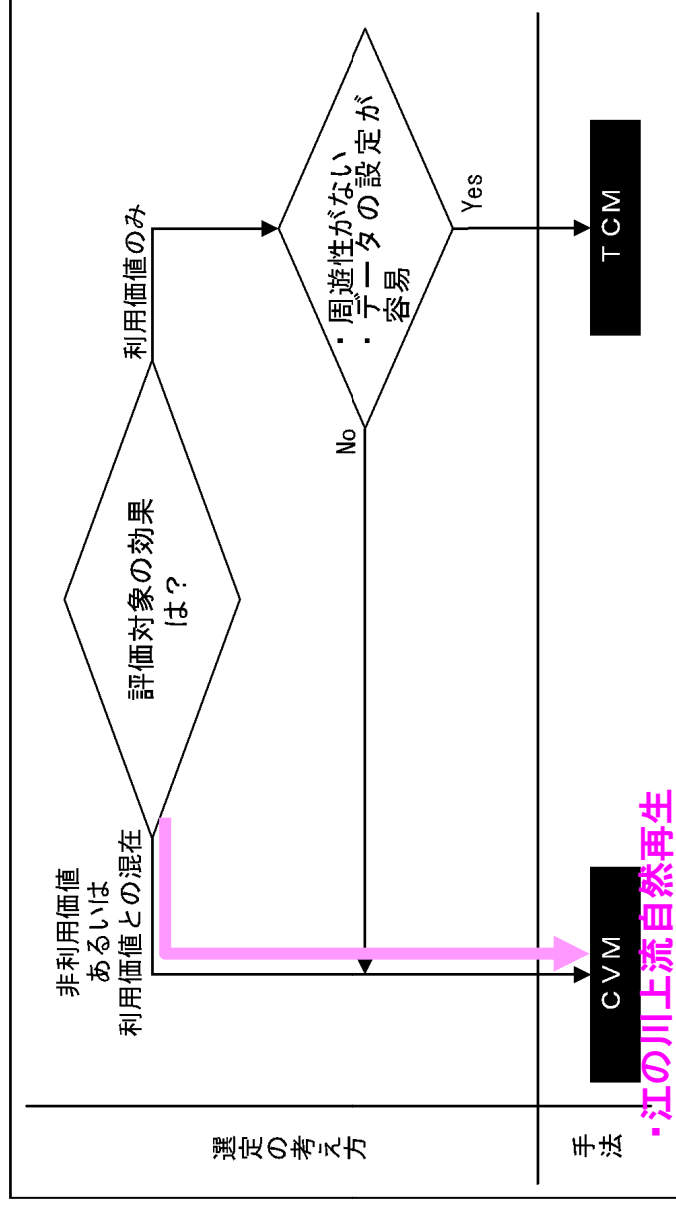 選定の考え方
評価対象の効果
は？
非利用価値
あるいは
利用価値との混在
利用価値のみ
・周遊性がない
・データの設定が
容易
No
Yes
手
法
CVM
TCM
・江の川上流自然再生